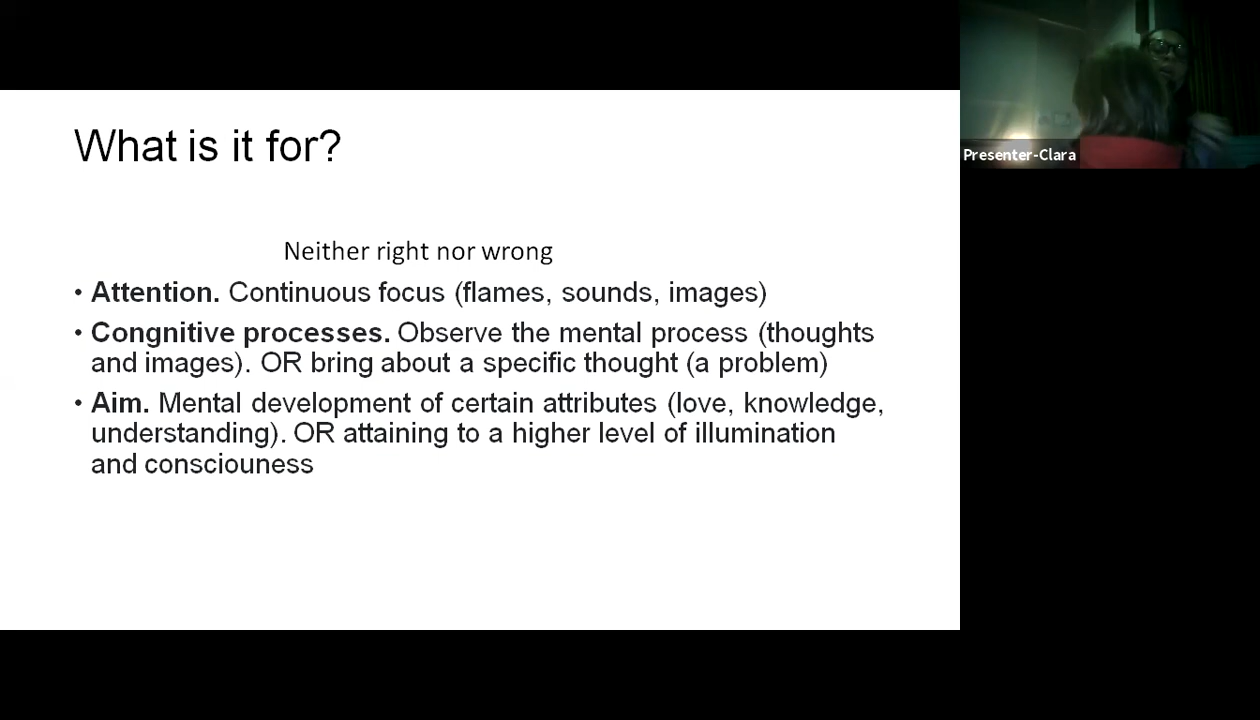 What is it for?
Presenter-Clara
Neither right nor wrong
• Attention. Continuous focus (flames, sounds, images)
• Congnitive processes. Observe the mental process (thoughts
and images). OR bring about a specific thought (a problem)
• Aim. Mental development of certain attributes (love, knowledge,
understanding). OR attaining to a higher level of illumination
and consciouness